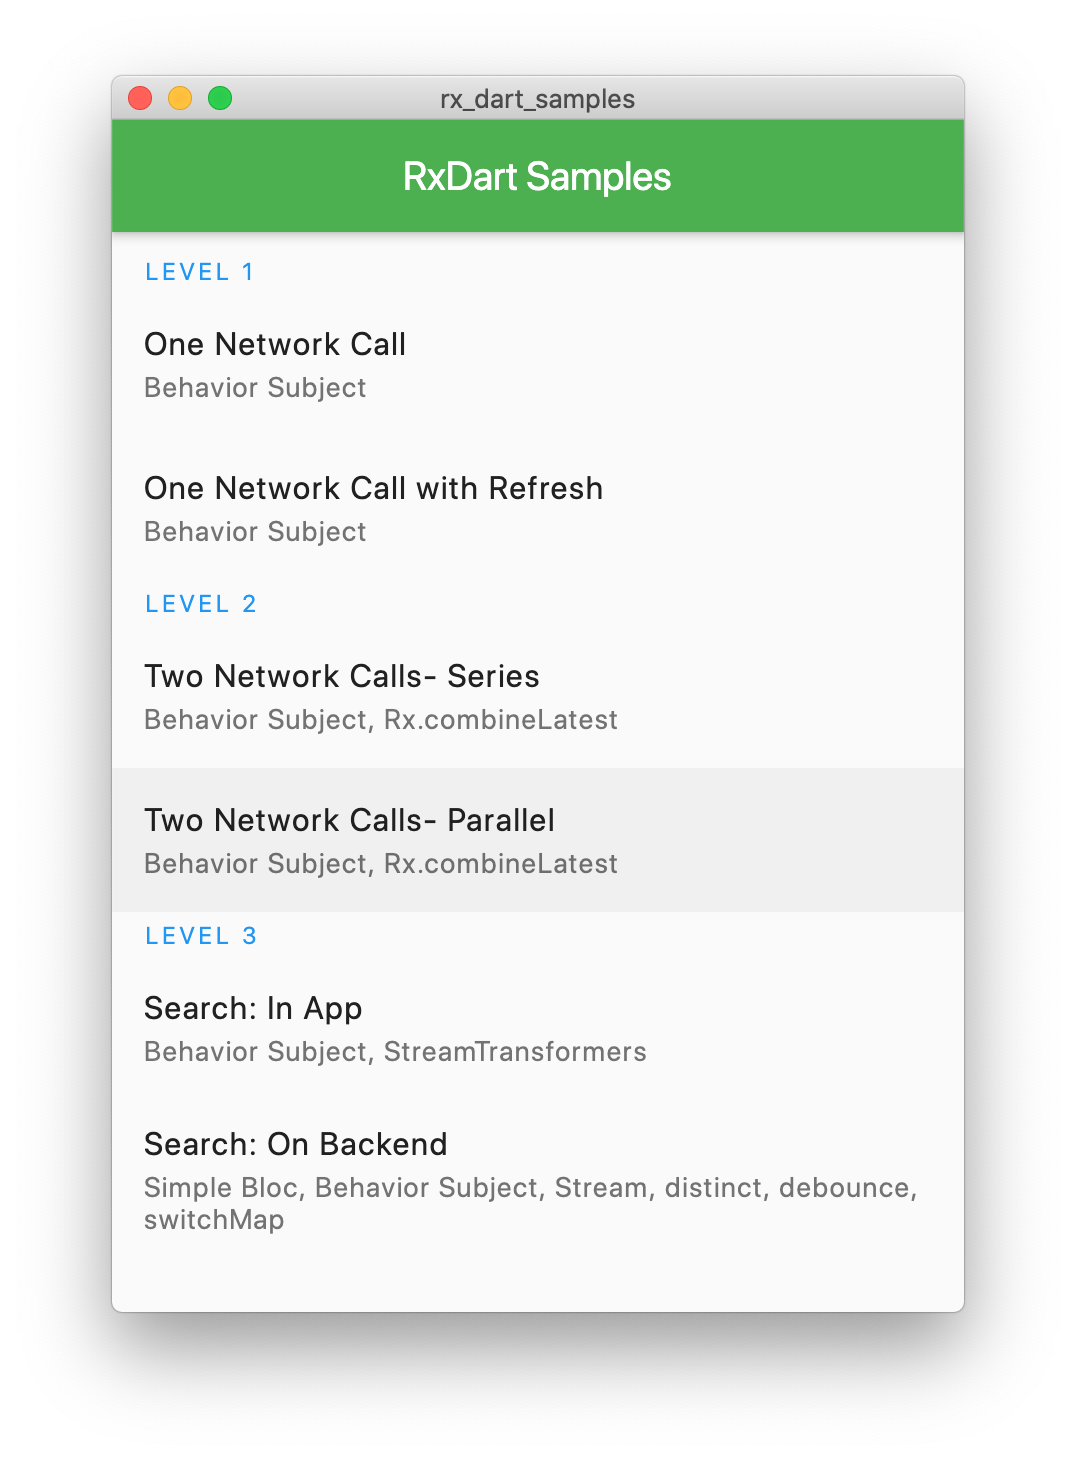 rx_dart_samples
RxDart Samples
LEVEL 1
One Network Call
Behavior Subject
One Network Call with Refresh
Behavior Subject
LEVEL 2
Two Network Calls- Series
Behavior Subject, Rx.combineLatest
Two Network Calls- Parallel
Behavior Subject, Rx.combineLatest
LEVEL 3
Search: In App
Behavior Subject, StreamTransformers
Search: On Backend
Simple Bloc, Behavior Subject, Stream, distinct, debounce,
switchMap